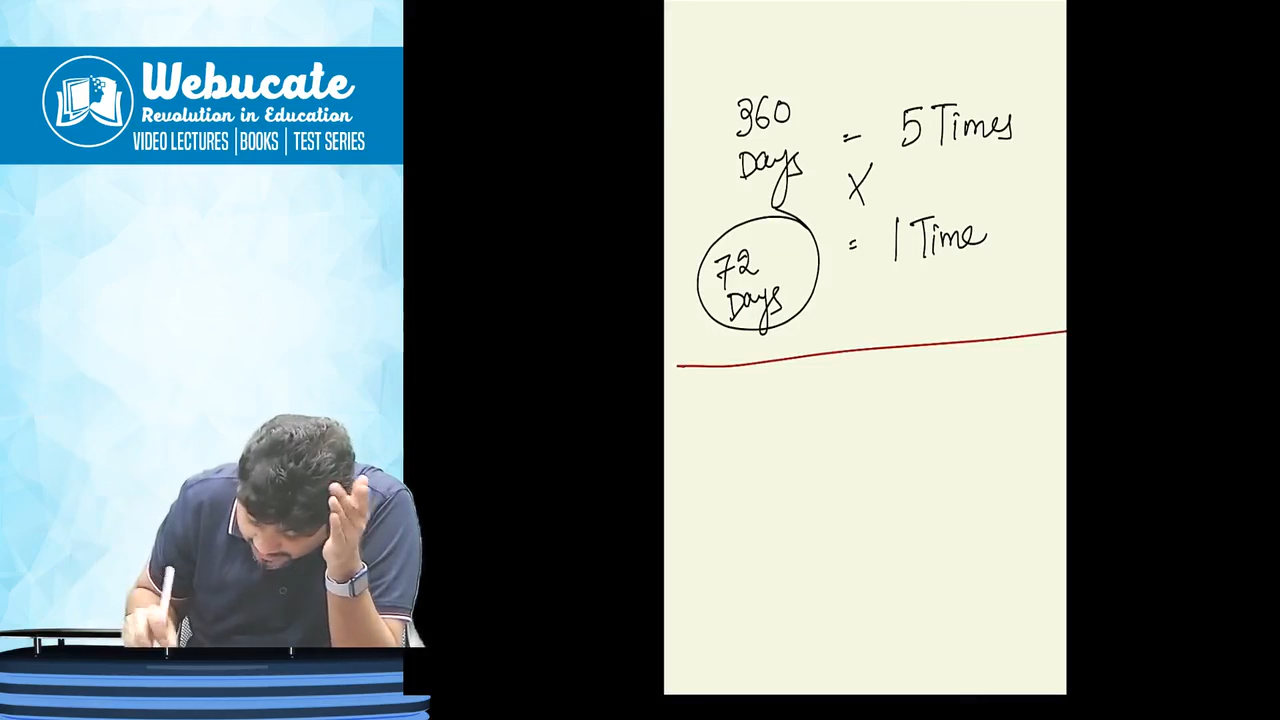 Webucate
Revolution in Education
VIDEO LECTURES | BOOKS | TEST SERIES
360
Days
= 5 Times
X
72
Days
= 1 Time